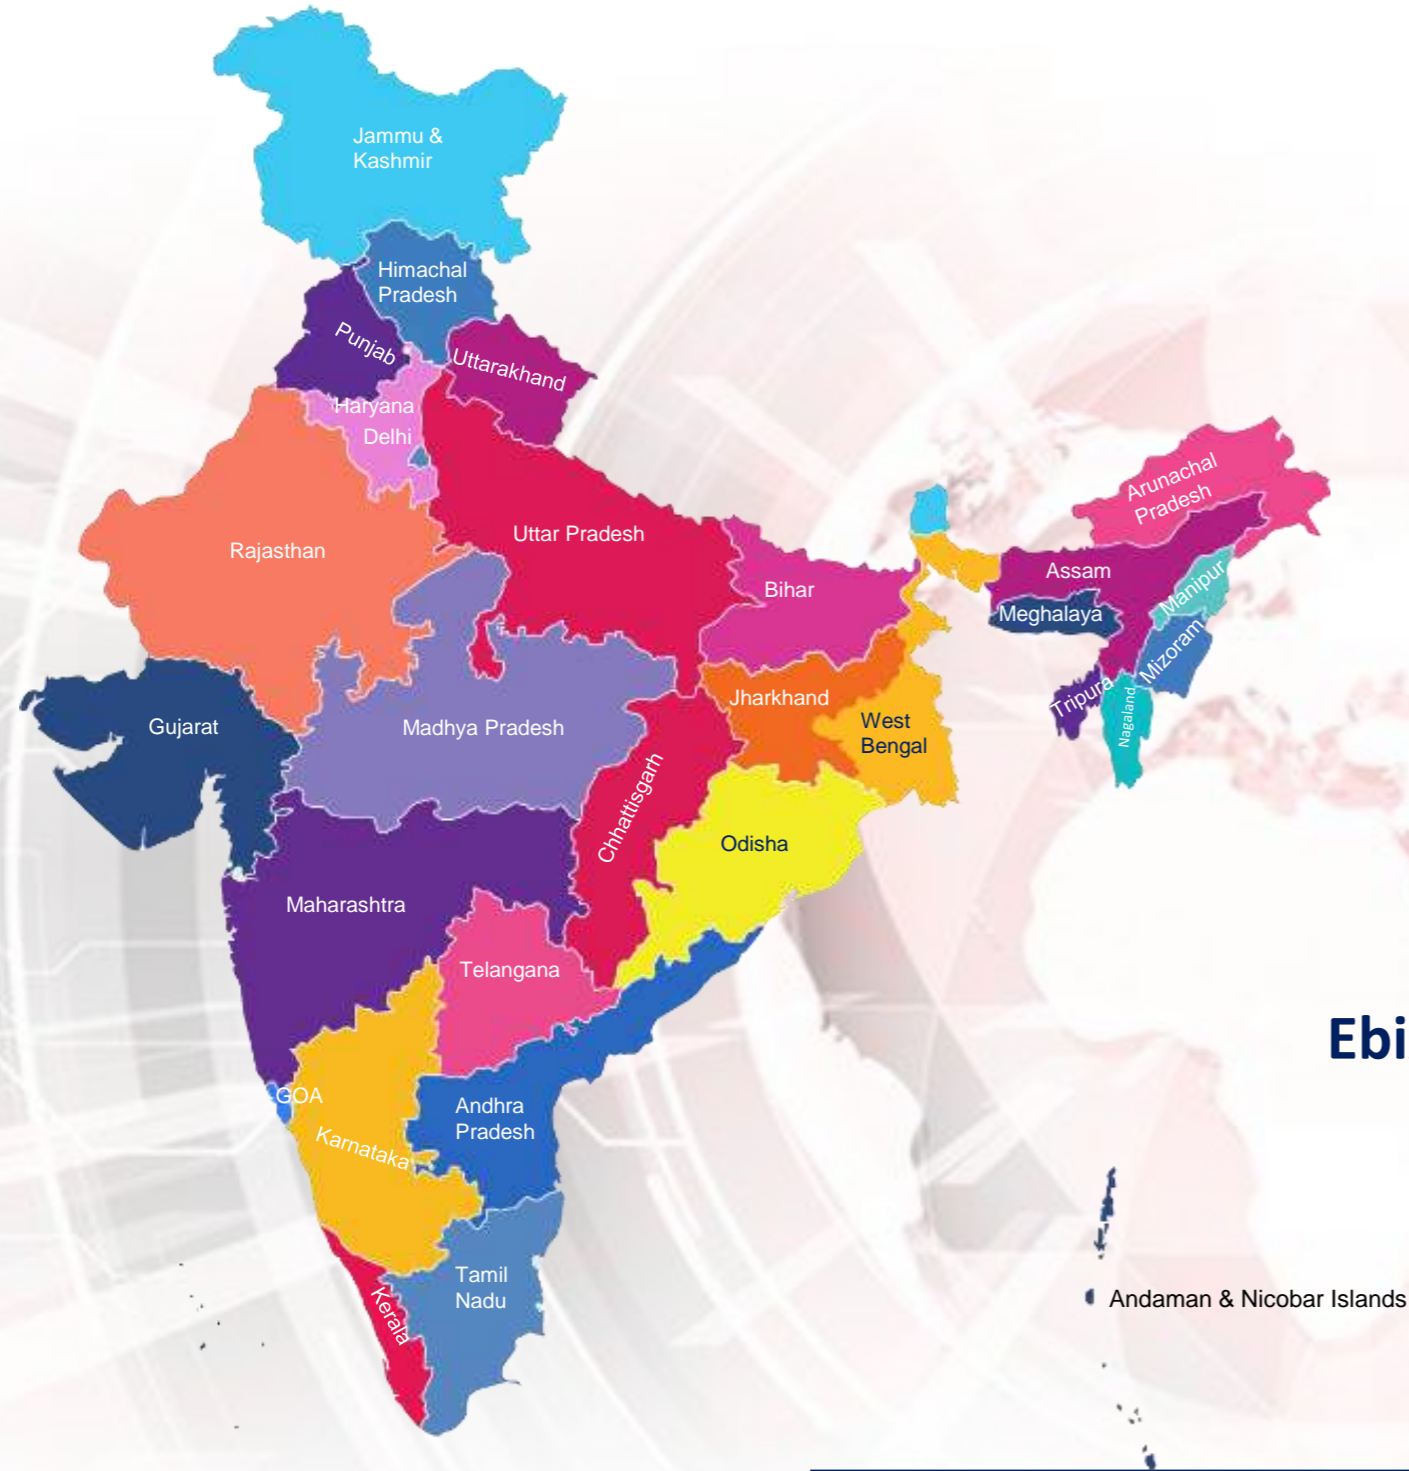 Jammu &
Kashmir
Himachal
Pradesh
Punjab
Uttarakhand
Haryana
Delhi
Arunachal
Pradesh
Rajasthan
Uttar Pradesh
Bihar
Assam
Manipur
Meghalaya
Mizoram
Tripura
Nagaland
Gujarat
Madhya Pradesh
Jharkhand
West
Bengal
Chhattisgarh
Odisha
Maharashtra
Telangana
Ebi
GOA
Andhra
Pradesh
Karnataka
Tamil
Nadu
Kerala
Andaman & Nicobar Islands